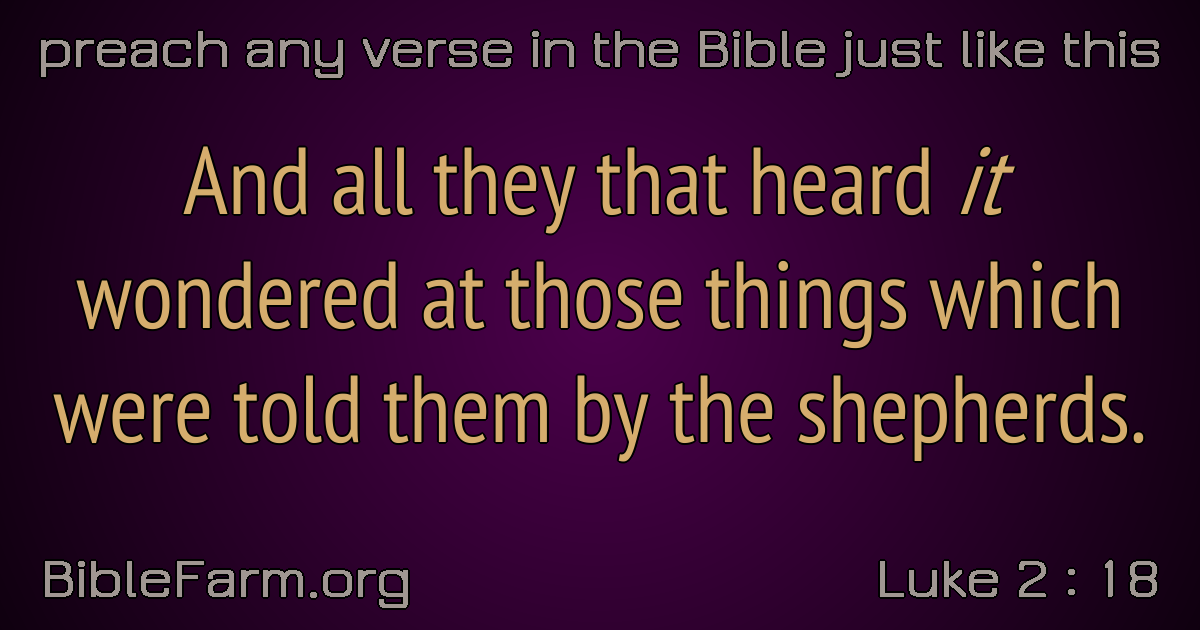 preach any verse in the Bible just like this
And all they that heard it
wondered at those things which
were told them by the shepherds.
BibleFarm.org
Luke 2 : 18